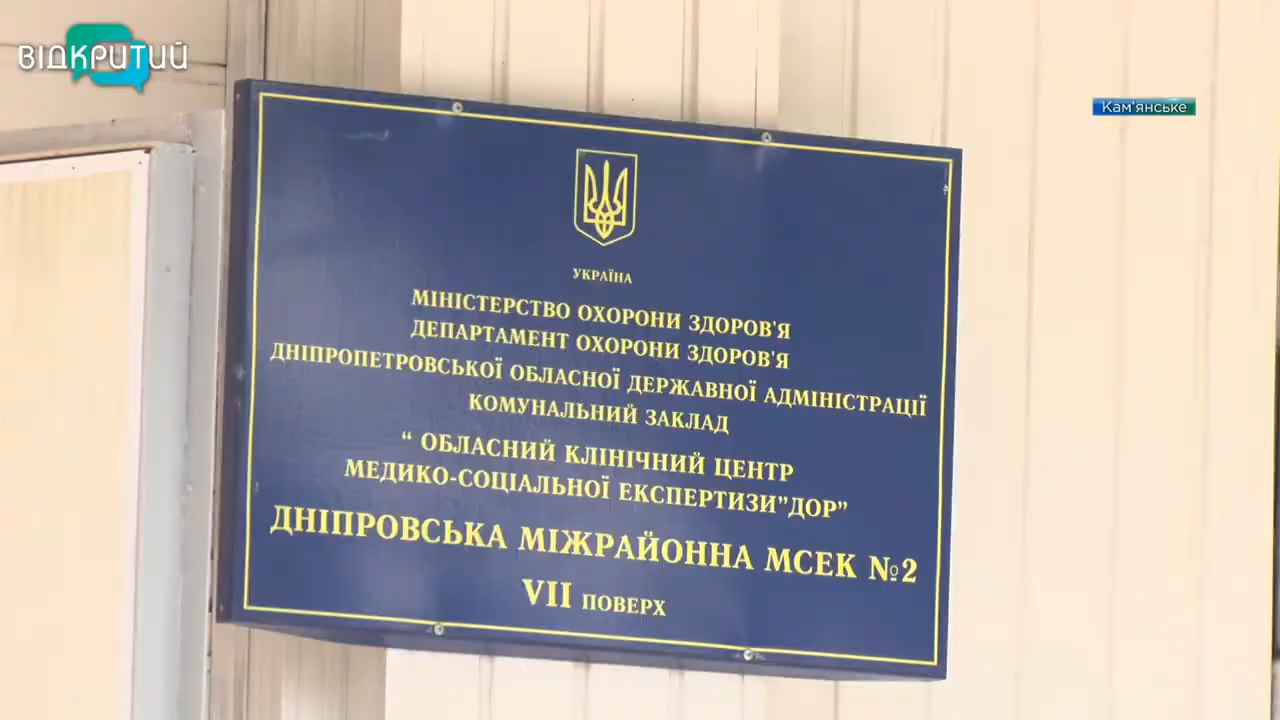 ВІДКРИТИЙ
Кам'янське
УКРАЇНА
МІНІСТЕРСТВО ОХОРОНИ ЗДОРОВ'Я
ДЕПАРТАМЕНТ ОХОРОНИ ЗДОРОВ'Я
ДНІПРОПЕТРОВСЬКОЇ ОБЛАСНОЇ ДЕРЖАВНОЇ АДМІНІСТРАЦІЇ
КОМУНАЛЬНИЙ ЗАКЛАД
“ ОБЛАСНИЙ КЛІНІЧНИЙ ЦЕНТР
МЕДИКО-СОЦІАЛЬНОЇ ЕКСПЕРТИЗИ”ДОР”
ДНІПРОВСЬКА МІЖРАЙОННА МСЕК №2
VII ПОВЕРХ